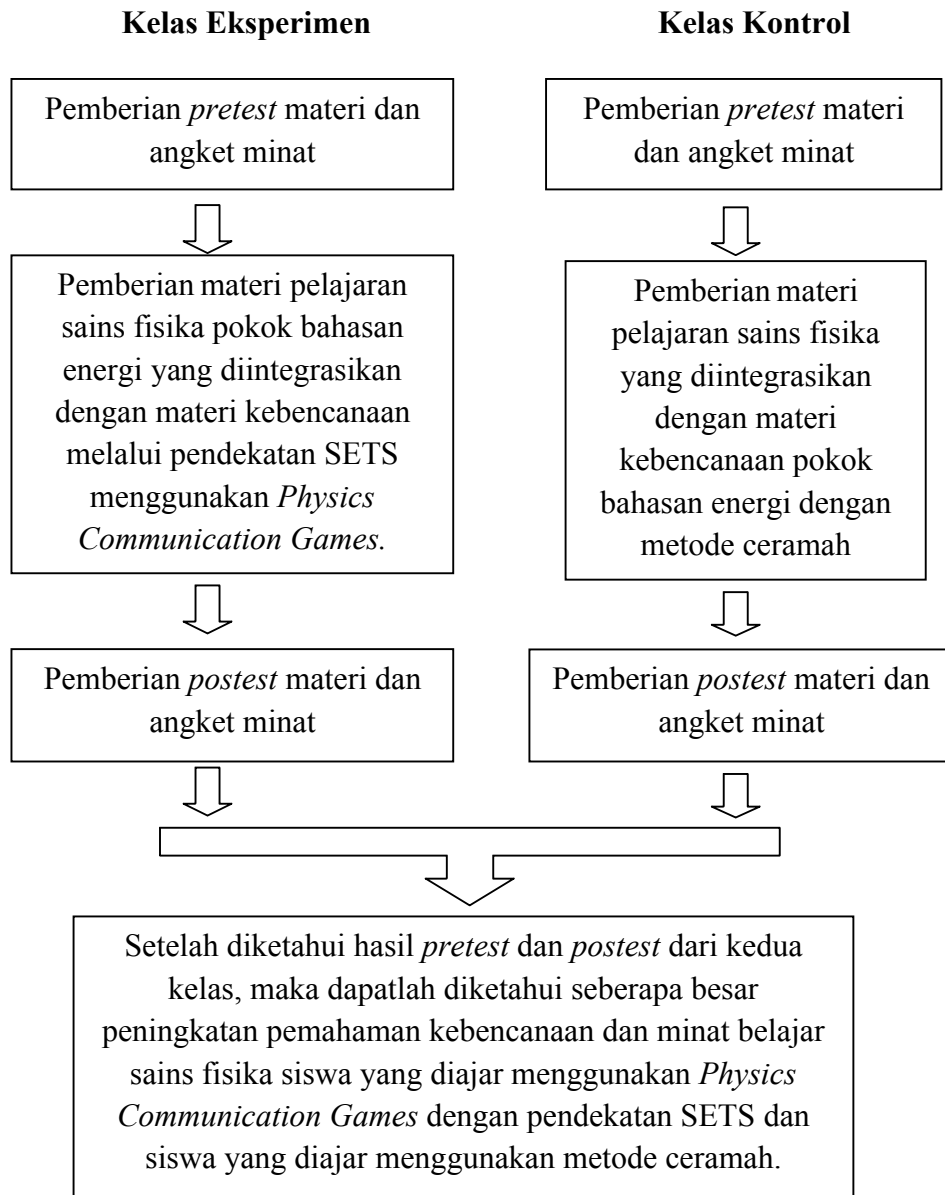 Kelas Eksperimen
Pemberian pretest materi dan
angket minat
Pemberian materi pelajaran
sains fisika pokok bahasan
energi yang diintegrasikan
dengan materi kebencanaan
melalui pendekatan SETS
menggunakan Physics
Communication Games.
Pemberian postest materi dan
angket minat
Kelas Kontrol
Pemberian pretest materi
dan angket minat
Pemberian materi
pelajaran sains fisika
yang diintegrasikan
dengan materi
kebencanaan pokok
bahasan energi dengan
metode ceramah
Pemberian postest materi dan
angket minat
Setelah diketahui hasil pretest dan postest dari kedua
kelas, maka dapatlah diketahui seberapa besar
peningkatan pemahaman kebencanaan dan minat belajar
sains fisika siswa yang diajar menggunakan Physics
Communication Games dengan pendekatan SETS dan
siswa yang diajar menggunakan metode ceramah.